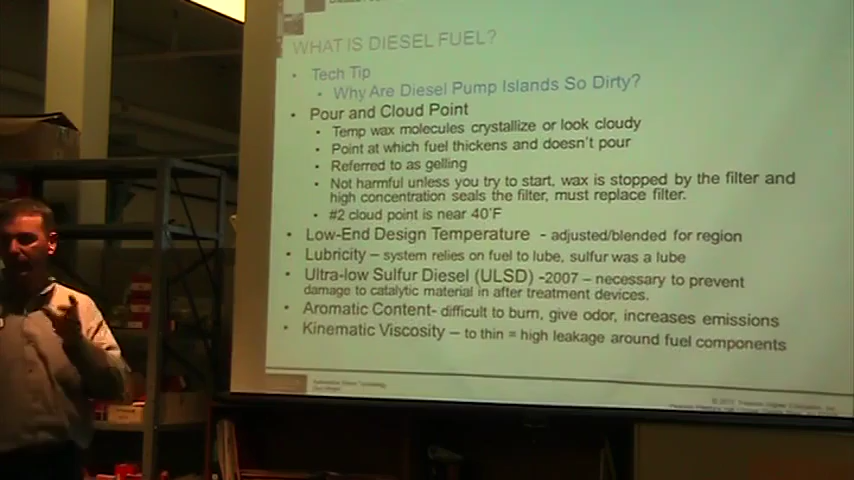 WHAT IS DIESEL FUEL?
• Tech Tip
• Why Are Diesel Pump Islands So Dirty?
• Pour and Cloud Point
• Temp wax molecules crystallize or look cloudy
• Point at which fuel thickens and doesn't pour
• Referred to as gelling
• Not harmful unless you try to start, wax is stopped by the filter and
high concentration seals the filter, must replace filter.
• #2 cloud point is near 40°F
• Low-End Design Temperature - adjusted/blended for region
• Lubricity – system relies on fuel to lube, sulfur was a lube
• Ultra-low Sulfur Diesel (ULSD) -2007 – necessary to prevent
damage to catalytic material in after treatment devices.
• Aromatic Content- difficult to burn, give odor, increases emissions
• Kinematic Viscosity – to thin = high leakage around fuel components